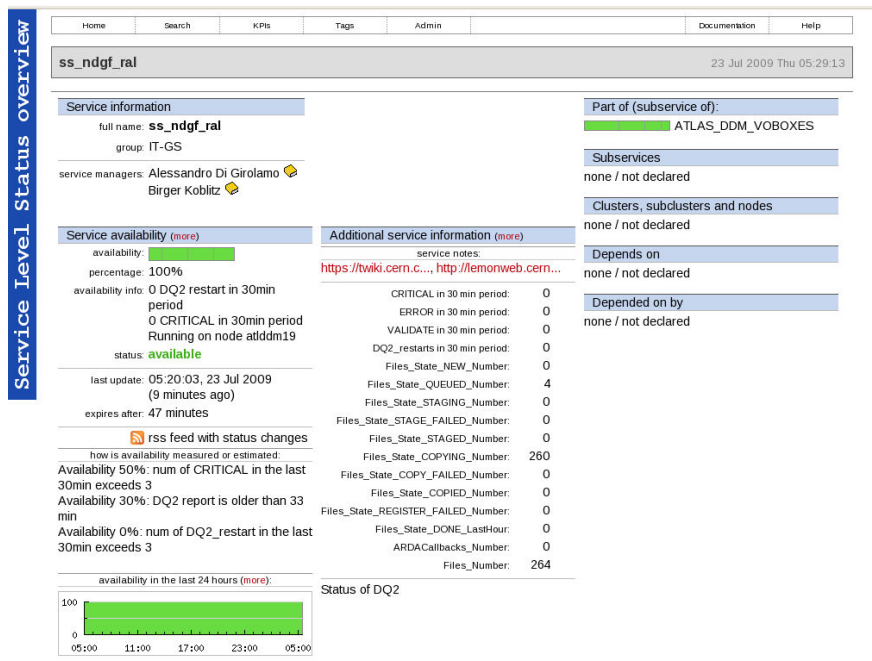 Service Level Status overview
Home Search KPIs Tags Admin Documentation Help
ss_ndgf_ral 23 Jul 2009 Thu 05:29:13
Service information
full name: ss_ndgf_ral
group: IT-GS
service managers: Alessandro Di Girolamo
Birger Koblitz
Service availability (more)
availability:
percentage: 100%
availability info: 0 DQ2 restart in 30min
period
0 CRITICAL in 30min period
Running on node atlddm19
status: available
last update: 05:20:03, 23 Jul 2009
(9 minutes ago)
expires after: 47 minutes
rss feed with status changes
how is availability measured or estimated:
Availability 50%: num of CRITICAL in the last
30min exceeds 3
Availability 30%: DQ2 report is older than 33
min
Availability 0%: num of DQ2_restart in the last
30min exceeds 3
availability in the last 24 hours (more):
100
0
05:00 11:00 17:00 23:00 05:00
Additional service information (more)
service notes:
https://twiki.cern.c..., http://lemonweb.cern...
CRITICAL in 30 min period: 0
ERROR in 30 min period: 0
VALIDATE in 30 min period: 0
DQ2_restarts in 30 min period: 0
Files_State_NEW_Number: 0
Files_State_QUEUED_Number: 4
Files_State_STAGING_Number: 0
Files_State_STAGE_FAILED_Number: 0
Files_State_STAGED_Number: 0
Files_State_COPYING_Number: 260
Files_State_COPY_FAILED_Number: 0
Files_State_COPIED_Number: 0
Files_State_REGISTER_FAILED_Number: 0
Files_State_DONE_LastHour: 0
ARDACallbacks_Number: 0
Files_Number: 264
Status of DQ2
Part of (subservice of):
ATLAS_DDM_VOBOXES
Subservices
none / not declared
Clusters, subclusters and nodes
none / not declared
Depends on
none / not declared
Depended on by
none / not declared